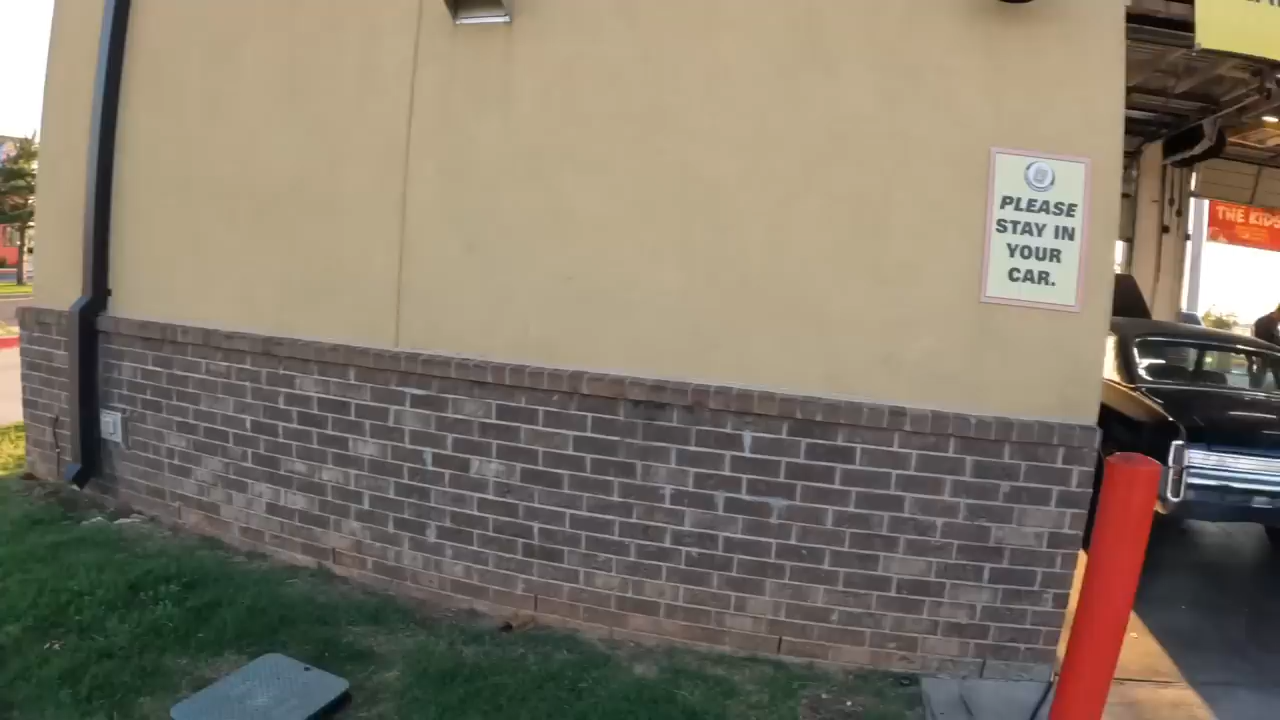 PLEASE
STAY IN
YOUR
CAR.
THE KIDS